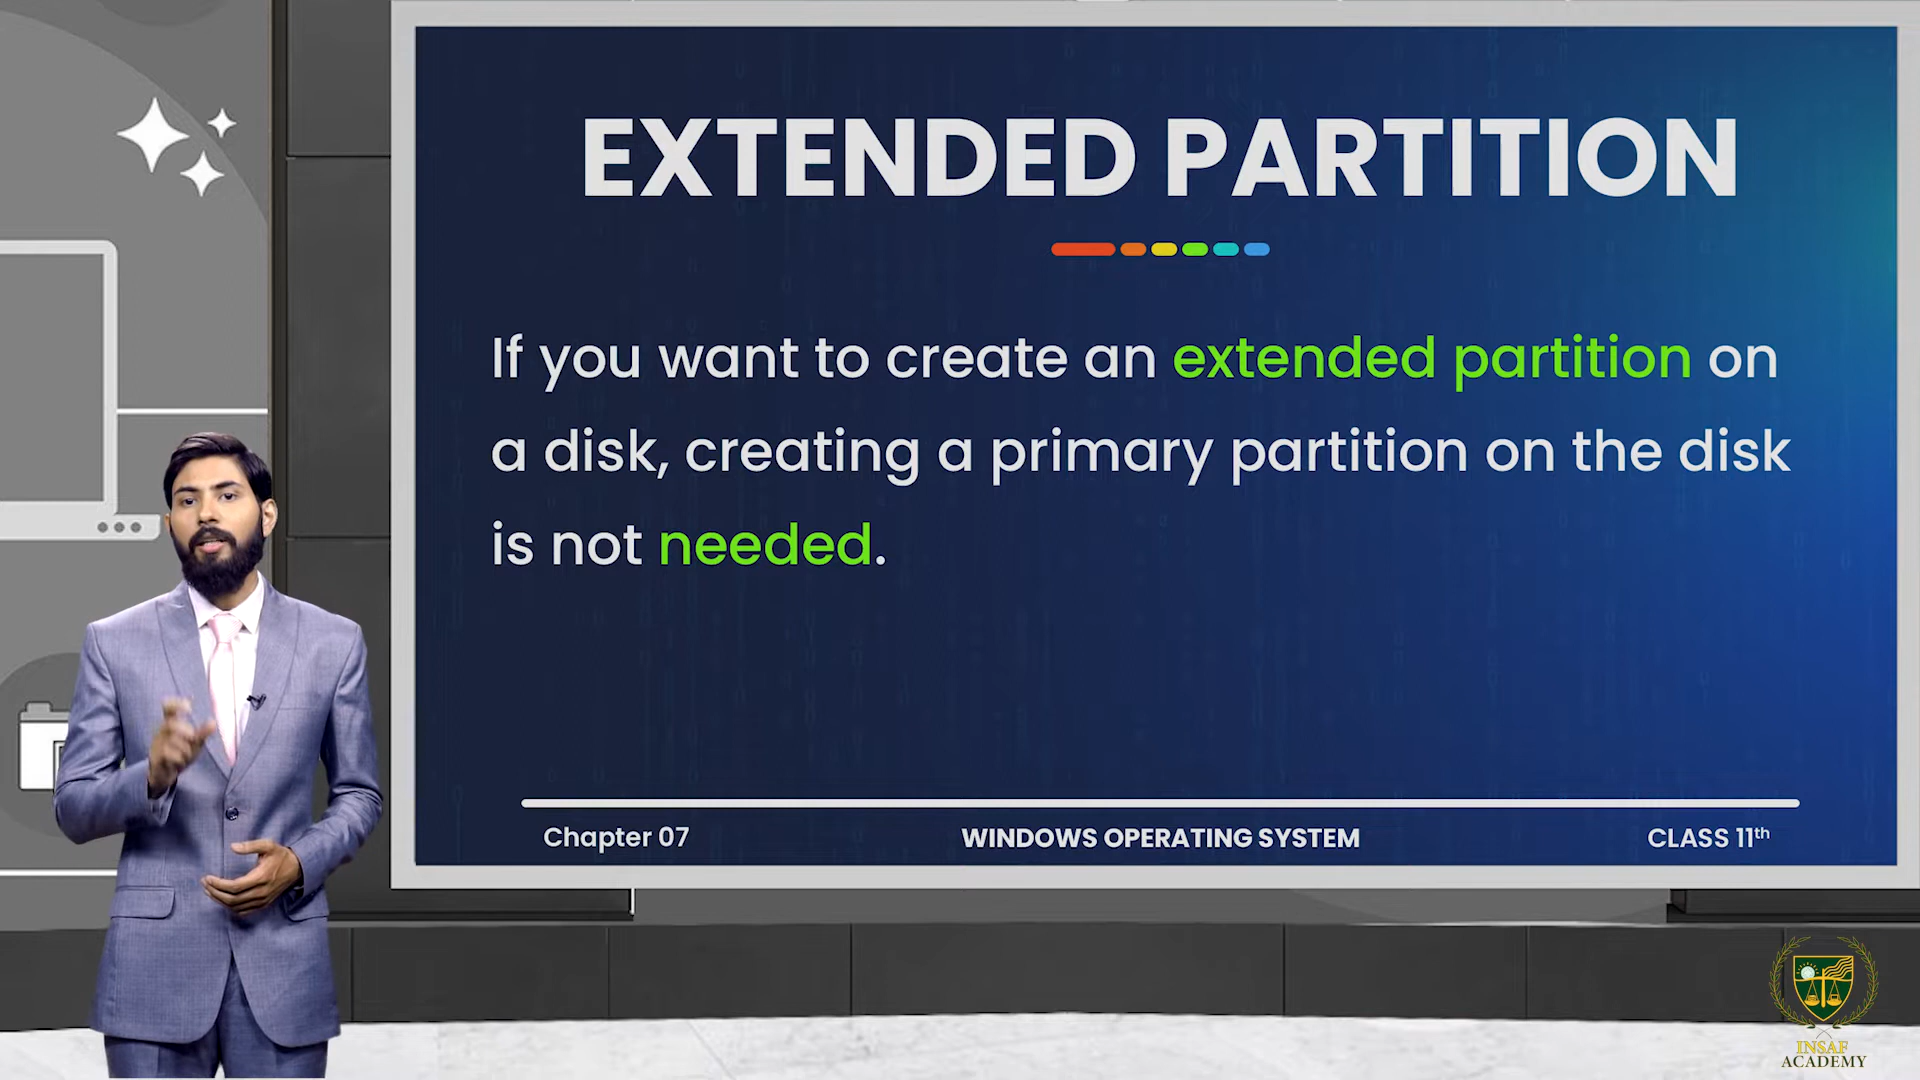 EXTENDED PARTITION
If you want to create an extended partition on
a disk, creating a primary partition on the disk
is not needed.
Chapter 07
WINDOWS OPERATING SYSTEM
CLASS 11th
INSAF
ACADEMY